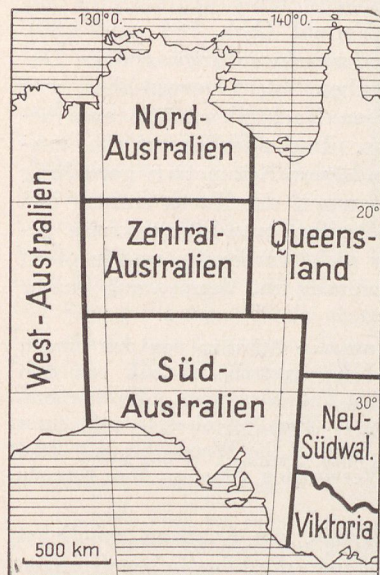 130°O.
140°O.
Nord-
Australien
20°
Zentral-
Australien
Queens-
land
West-Australien
Süd-
Australien
30°
Neu-
Südwal.
Viktoria
500 km